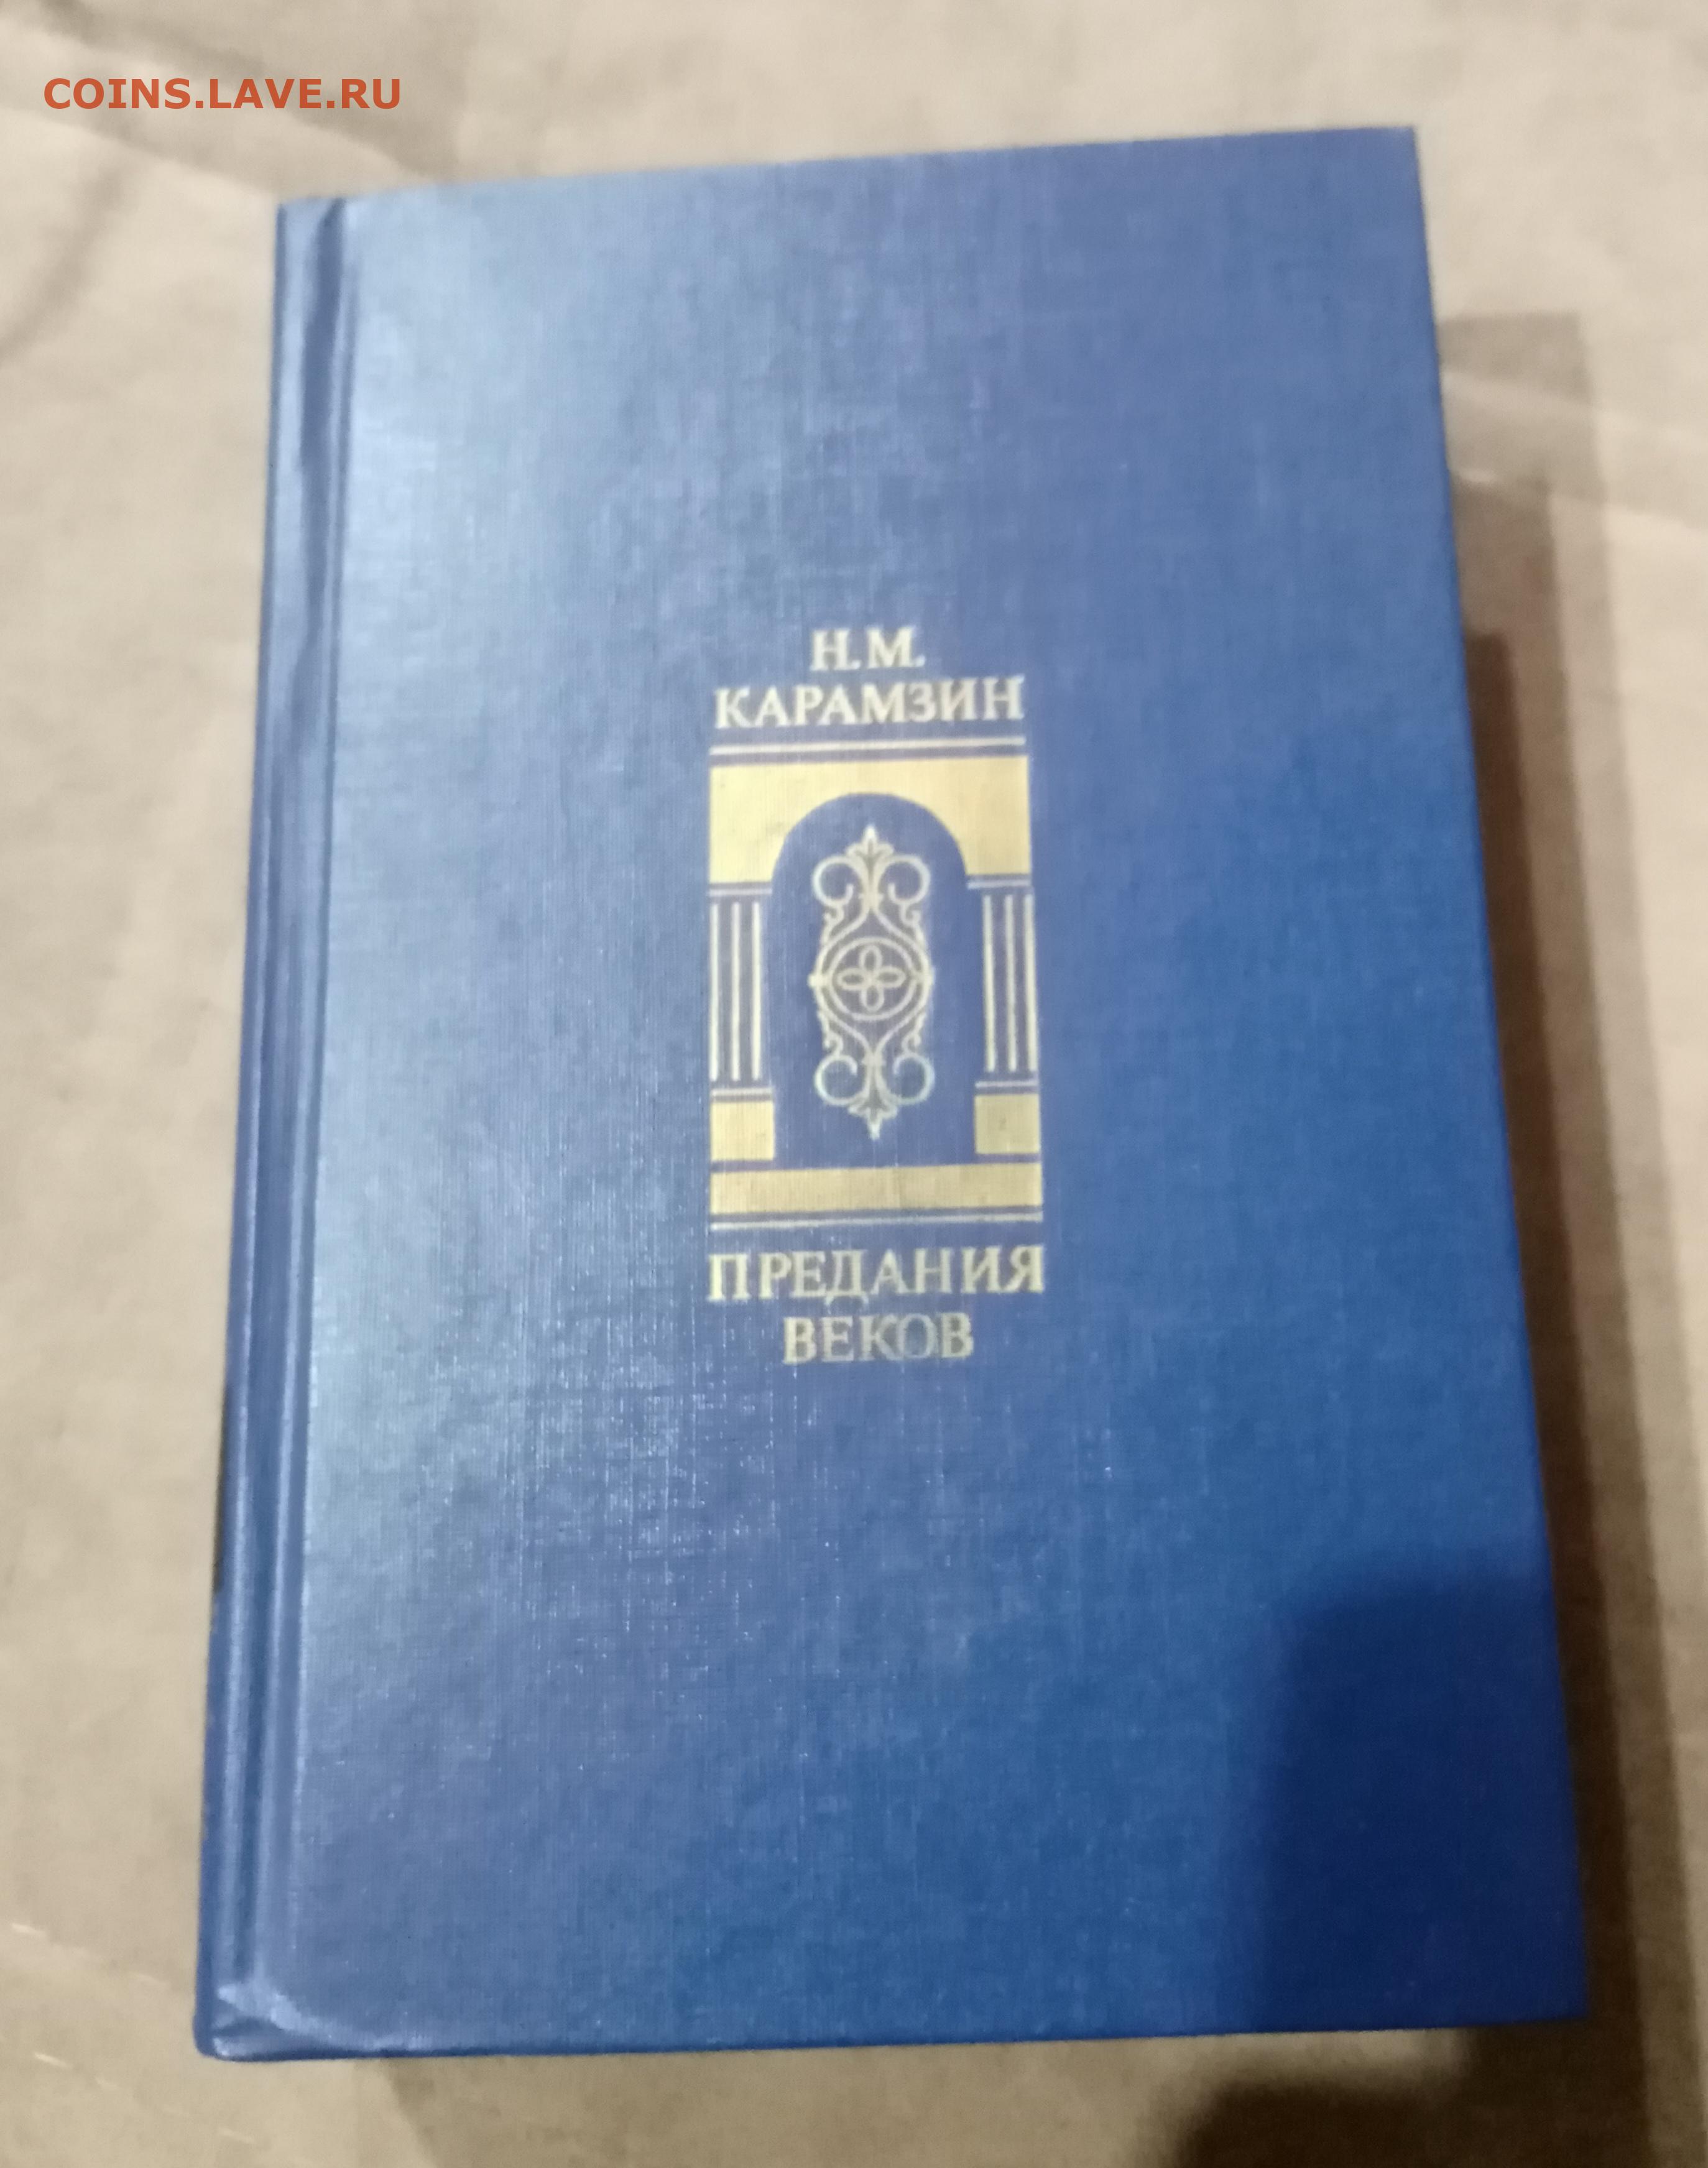 COINS.LAVE.RU
Н.М.
КАРАМЗИН
ПРЕДАНИЯ
ВЕКОВ